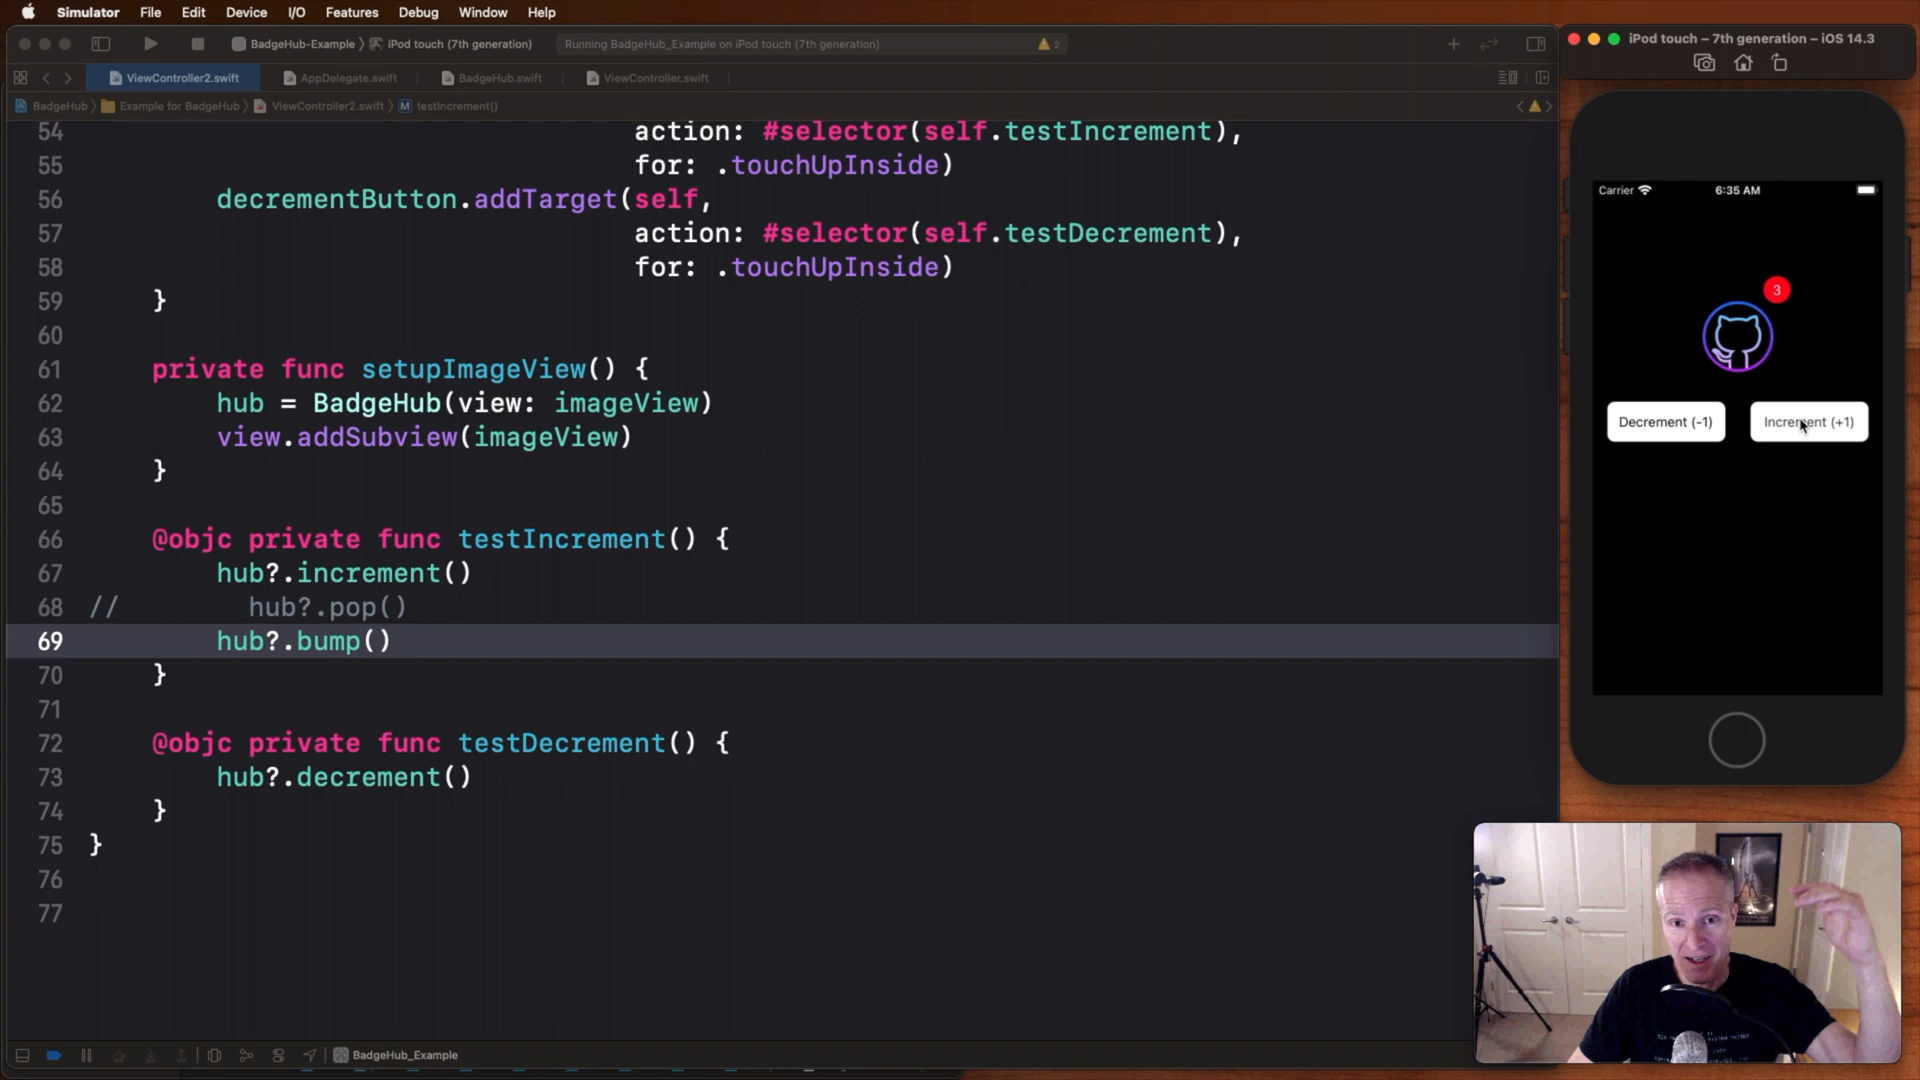 Simulator File Edit Device I/O Features Debug Window Help
BadgeHub-Example iPod touch (7th generation) Running BadgeHub_Example on iPod touch (7th generation) 2
iPod touch – 7th generation – iOS 14.3
ViewController2.swift AppDelegate.swift BadgeHub.swift ViewController.swift
BadgeHub Example for BadgeHub ViewController2.swift M testIncrement()
54 action: #selector(self.testIncrement),
55 for: .touchUpInside)
56 decrementButton.addTarget(self,
57 action: #selector(self.testDecrement),
58 for: .touchUpInside)
59 }
60
61 private func setupImageView() {
62 hub = BadgeHub(view: imageView)
63 view.addSubview(imageView)
64 }
65
66 @objc private func testIncrement() {
67 hub?.increment()
68 // hub?.pop()
69 hub?.bump()
70 }
71
72 @objc private func testDecrement() {
73 hub?.decrement()
74 }
75 }
76
77
Carrier 6:35 AM
3
Decrement (-1) Increment (+1)
BadgeHub_Example